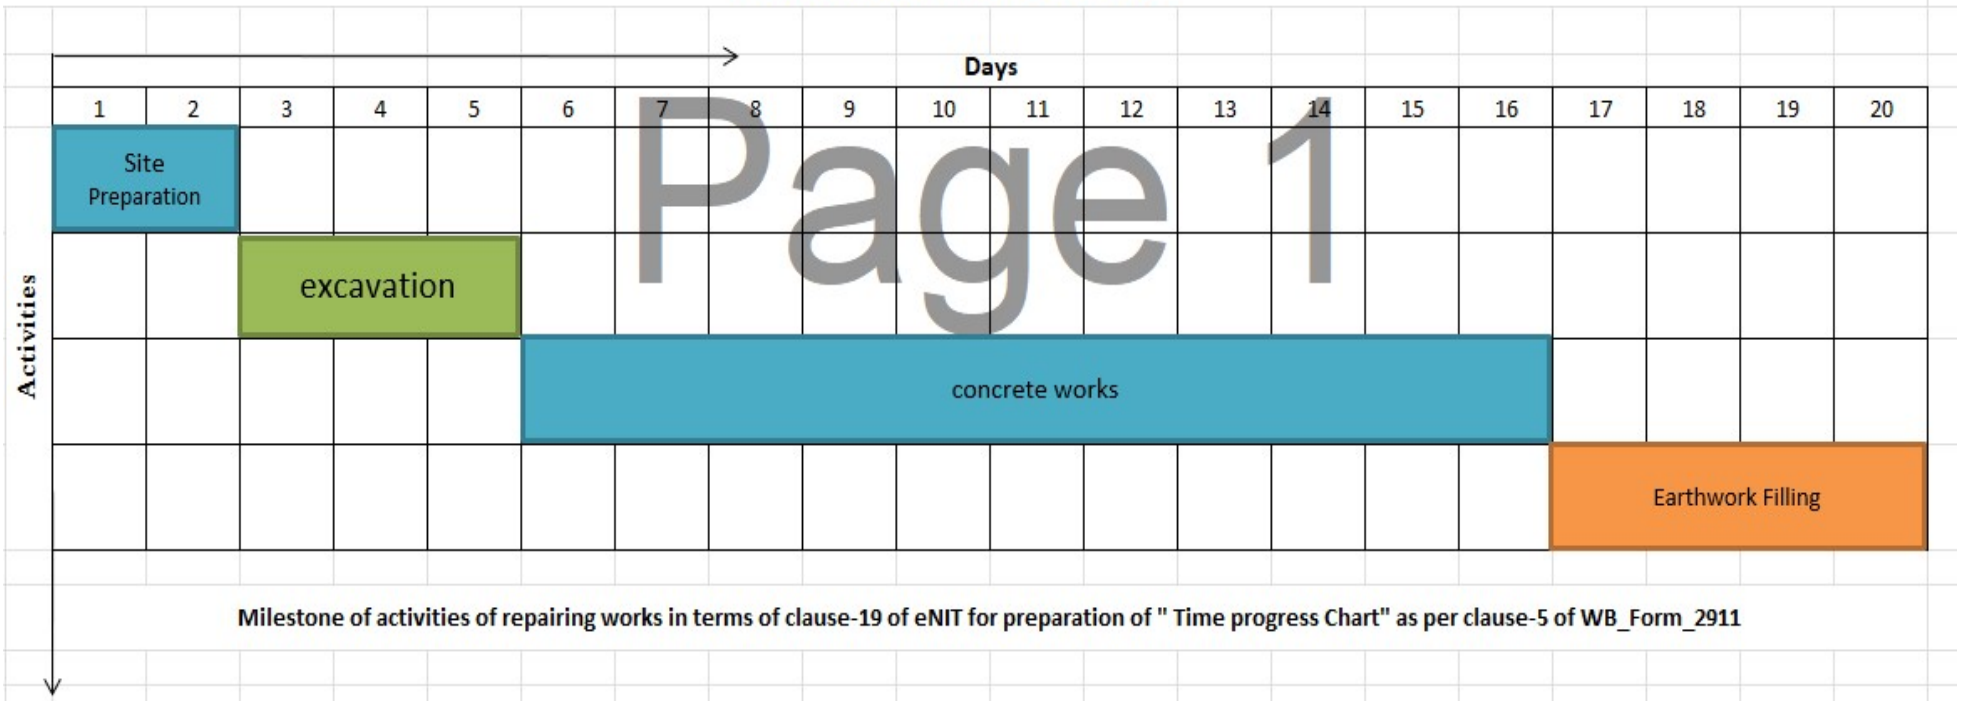 Days
1 2 3 4 5 6 7 8 9 10 11 12 13 14 15 16 17 18 19 20
Page 1
Site
Preparation
excavation
Activities
concrete works
Earthwork Filling
Milestone of activities of repairing works in terms of clause-19 of eNIT for preparation of " Time progress Chart" as per clause-5 of WB_Form_2911